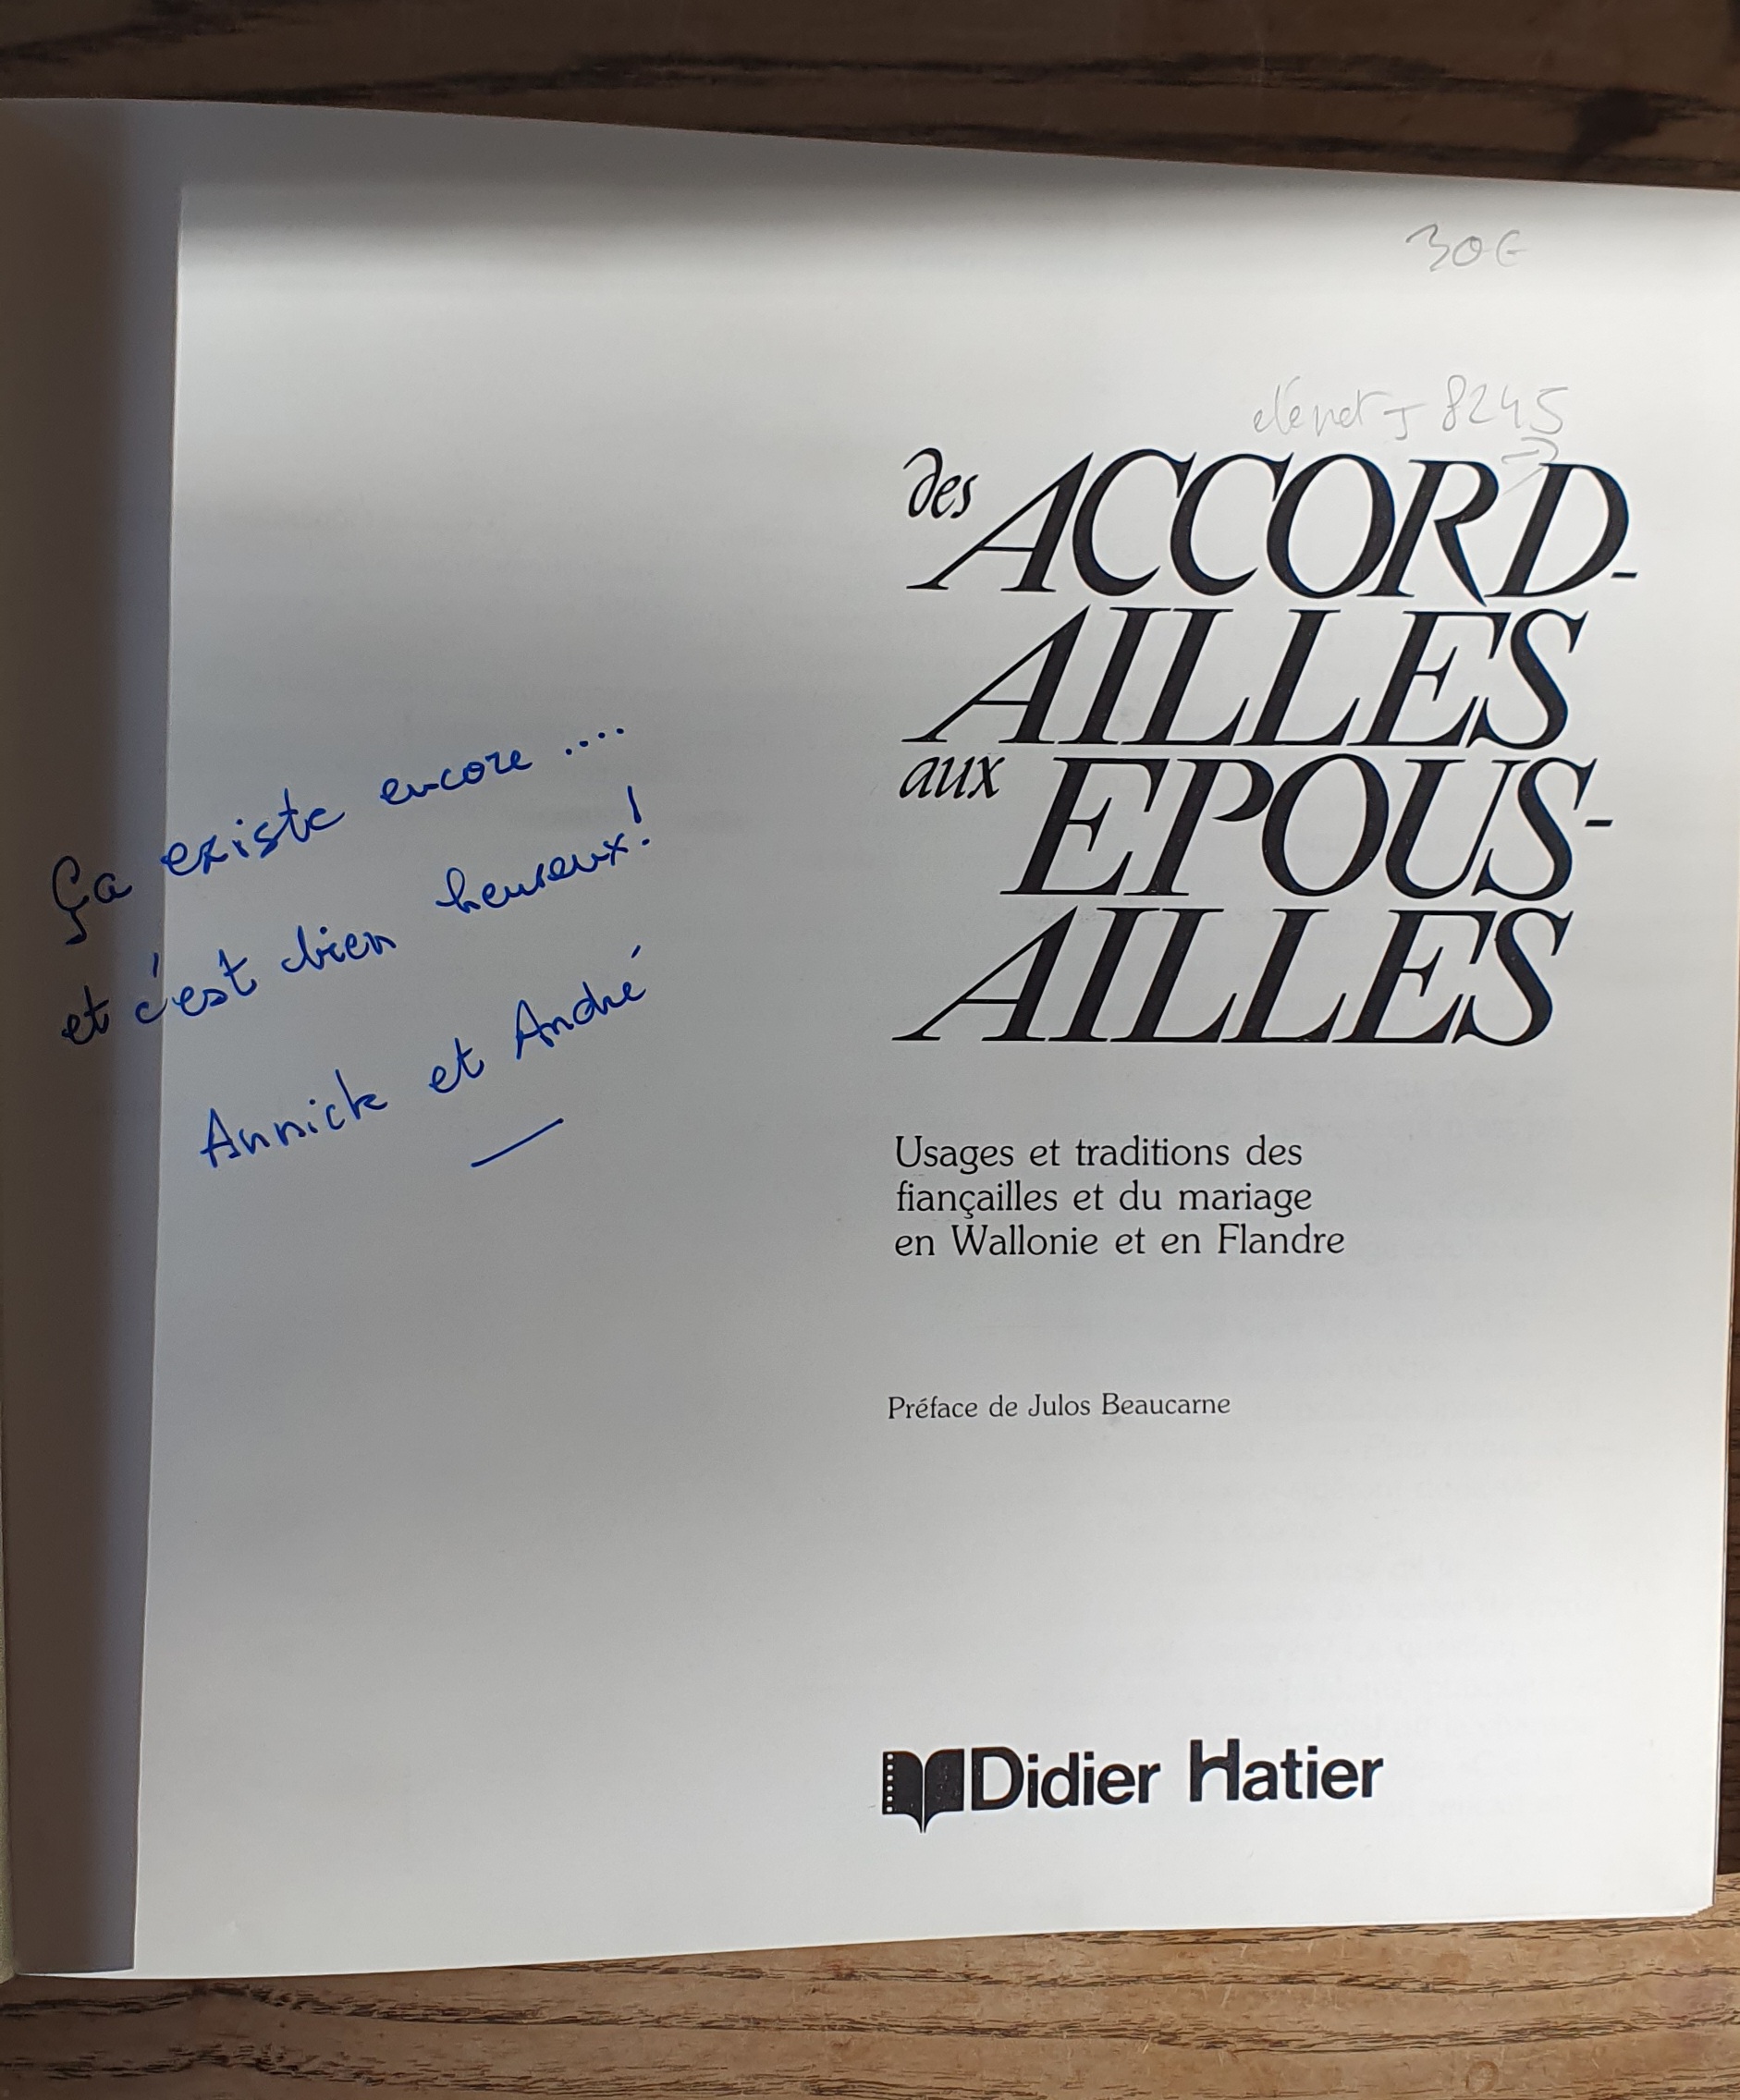 30€
8245
des ACCORD-
AILLES
aux EPOUS-
AILLES
Ça existe encore ....
et c'est bien heureux!
Annick et André
Usages et traditions des
fiançailles et du mariage
en Wallonie et en Flandre
Préface de Julos Beaucarne
Didier Hatier